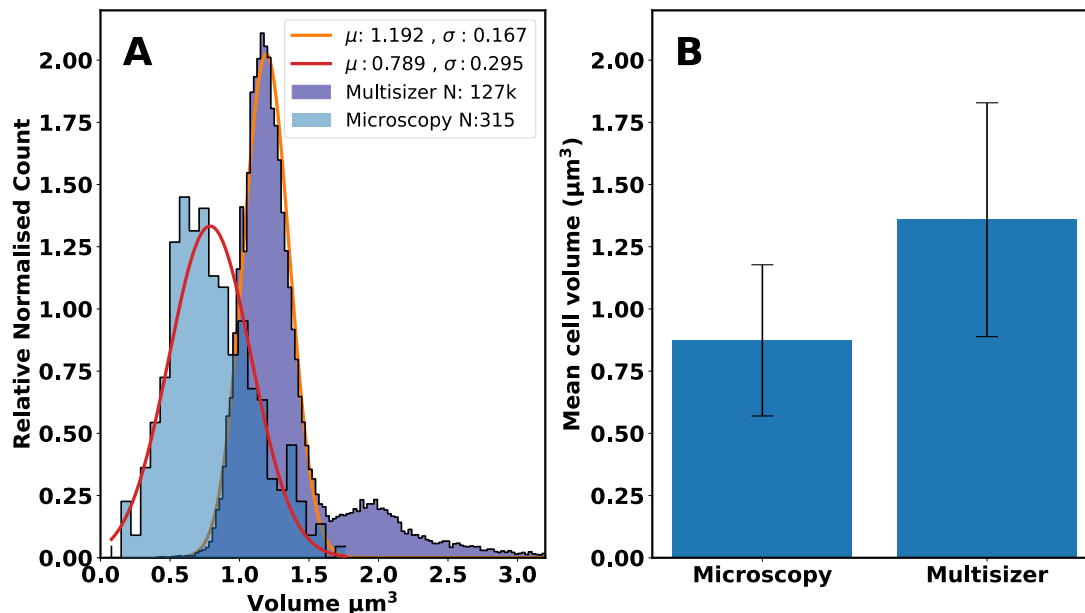 A
μ: 1.192 , σ : 0.167
μ:0.789 , σ:0.295
Multisizer N: 127k
Microscopy N:315
Relative Normalised Count
2.00
1.75
1.50
1.25
1.00
0.75
0.50
0.25
0.00
0.0 0.5 1.0 1.5 2.0 2.5 3.0
Volume μm³
B
Mean cell volume (μm³)
2.00
1.75
1.50
1.25
1.00
0.75
0.50
0.25
0.00
Microscopy Multisizer